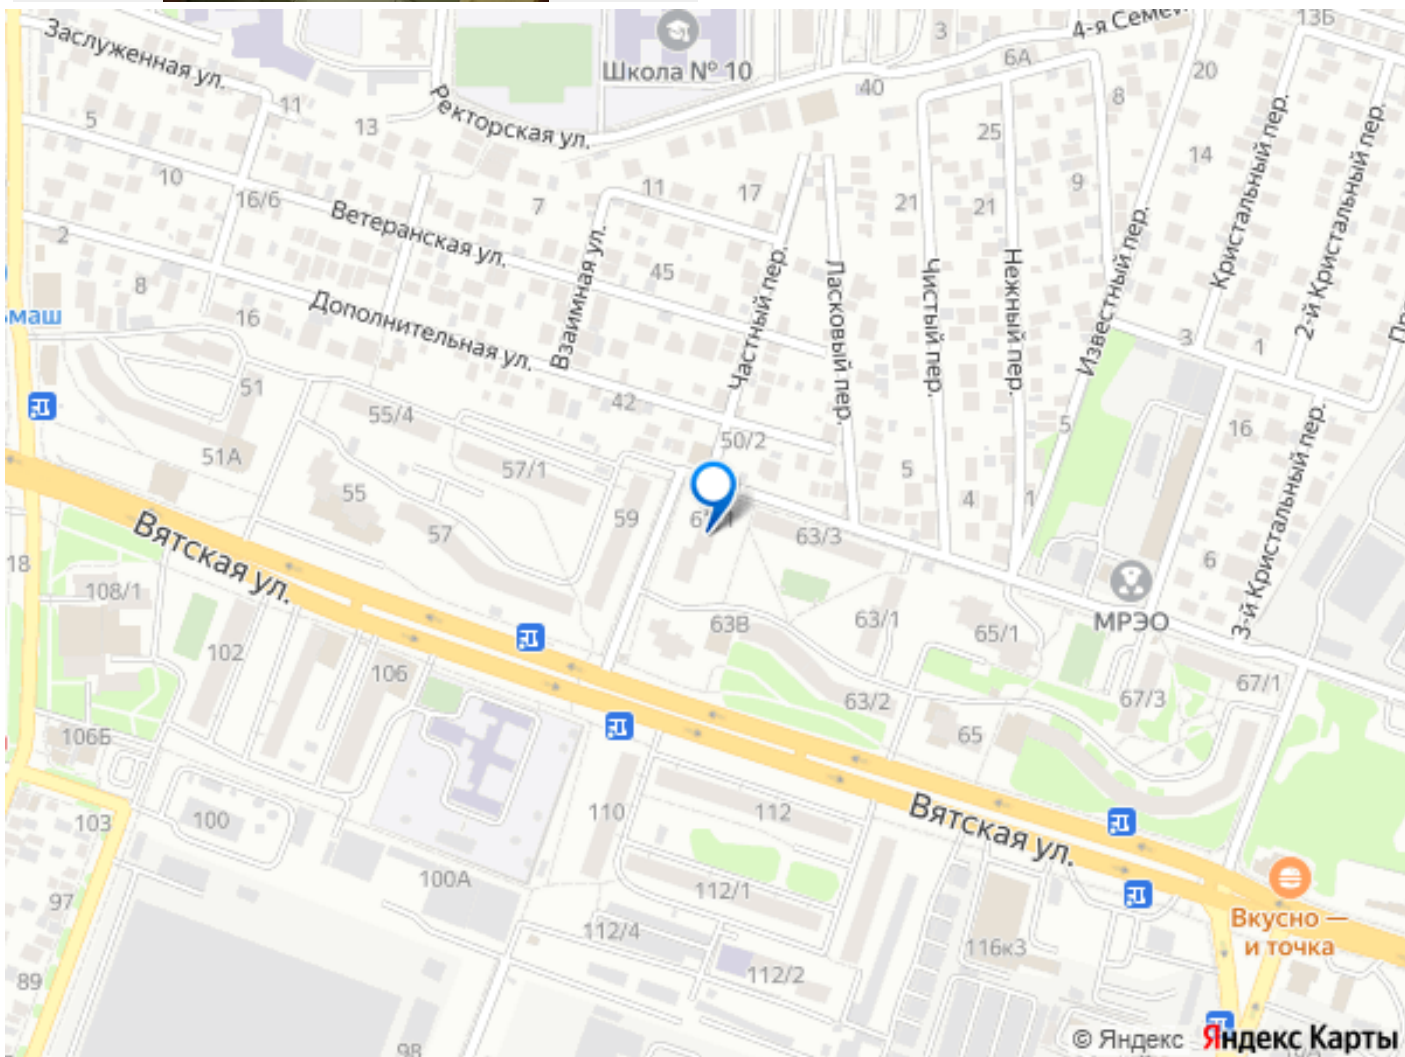 4-я Семей
13Б
3
Заслуженная ул.
Школа № 10
6А
20
40
8
11
Ректорская ул.
5
13
25
Кристальный пер.
2-й Кристальный пер.
14
10
16/6
11
17
9
7
21
21
Ветеранская ул.
2
Взаимная ул.
45
Частный пер.
Ласковый пер.
Чистый пер.
Нежный пер.
Известный пер.
8
маш
16
Дополнительная ул.
3
1
51
55/4
42
5
16
50/2
51А
57/1
5
4
1
55
59
63/3
57
Вятская ул.
18
108/1
6
3-й Кристальный пер.
МРЭО
63В
63/1
65/1
102
106
67/1
63/2
67/3
65
106Б
103
100
110
112
Вятская ул.
100А
112/1
97
Вкусно —
и точка
112/4
116к3
89
112/2
98
© Яндекс Яндекс Карты